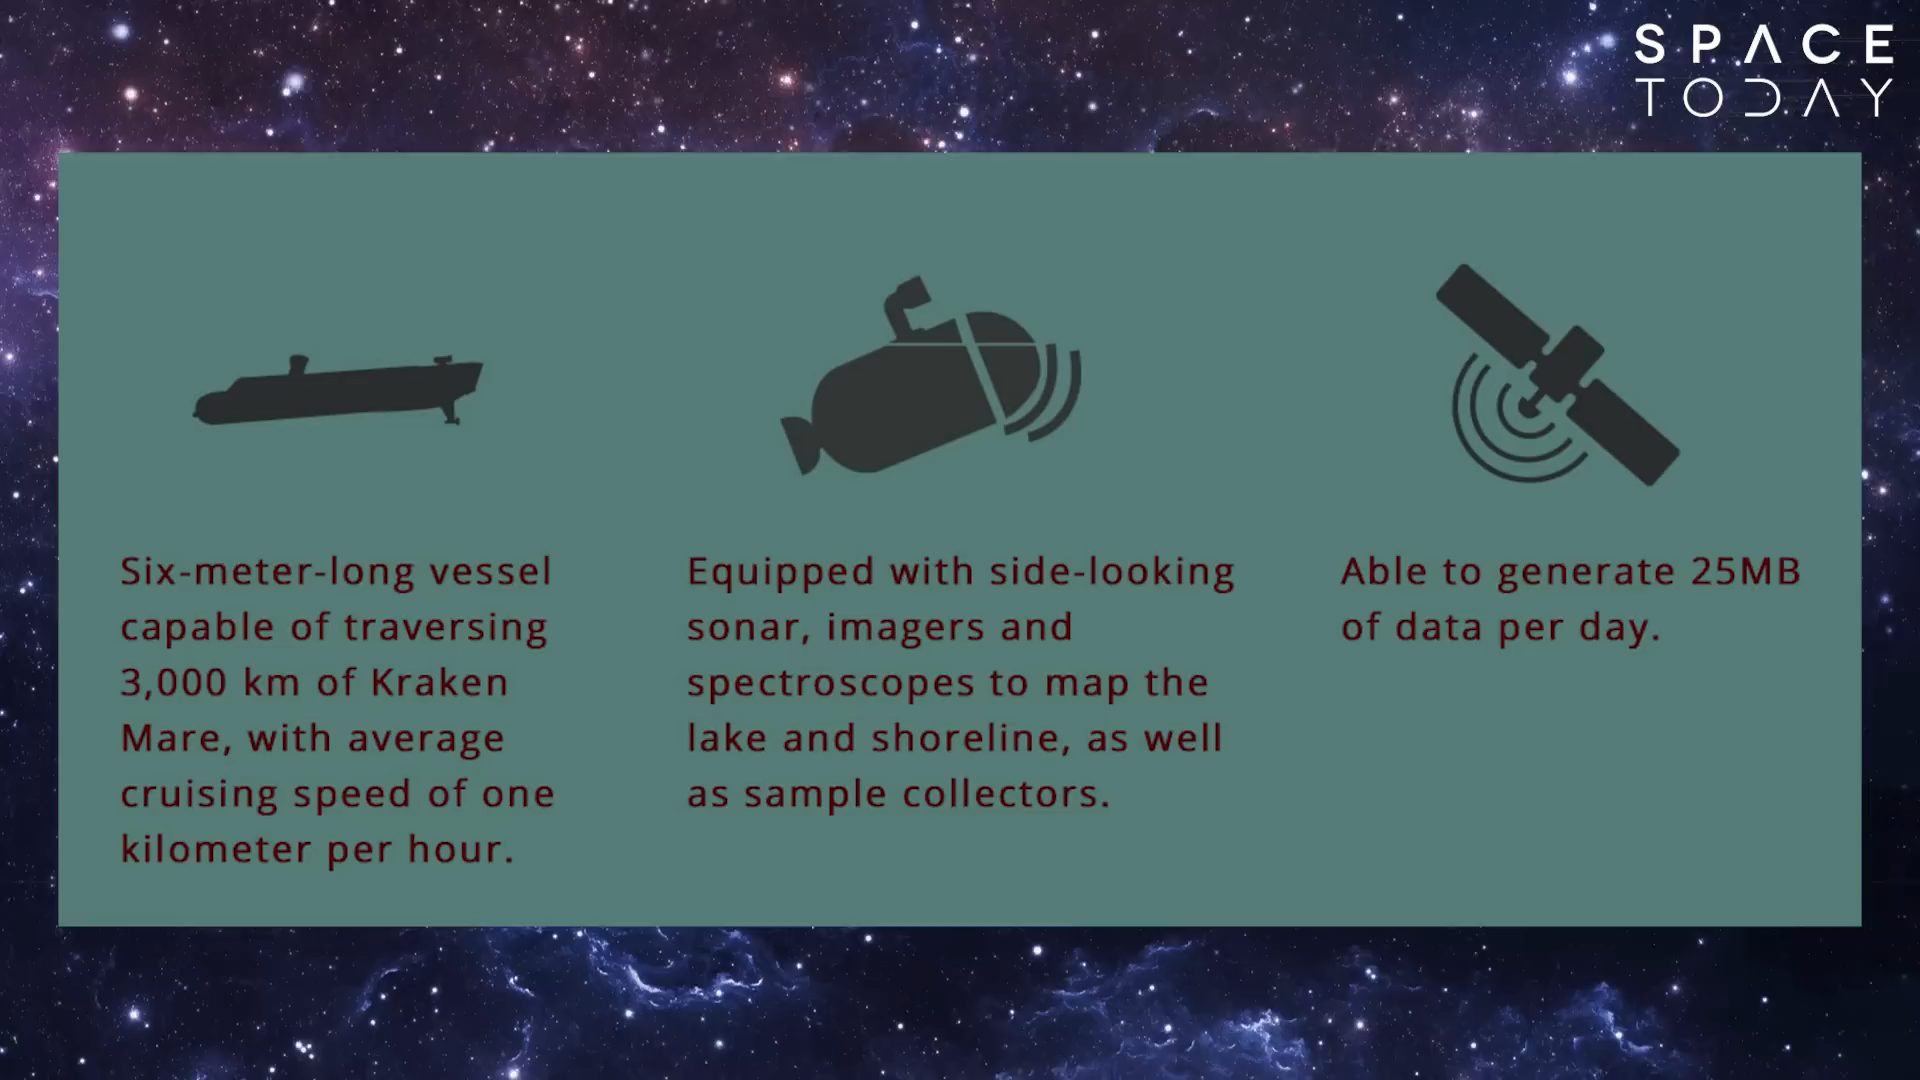 SPACE
TODAY
Six-meter-long vessel
capable of traversing
3,000 km of Kraken
Mare, with average
cruising speed of one
kilometer per hour.
Equipped with side-looking
sonar, imagers and
spectroscopes to map the
lake and shoreline, as well
as sample collectors.
Able to generate 25MB
of data per day.